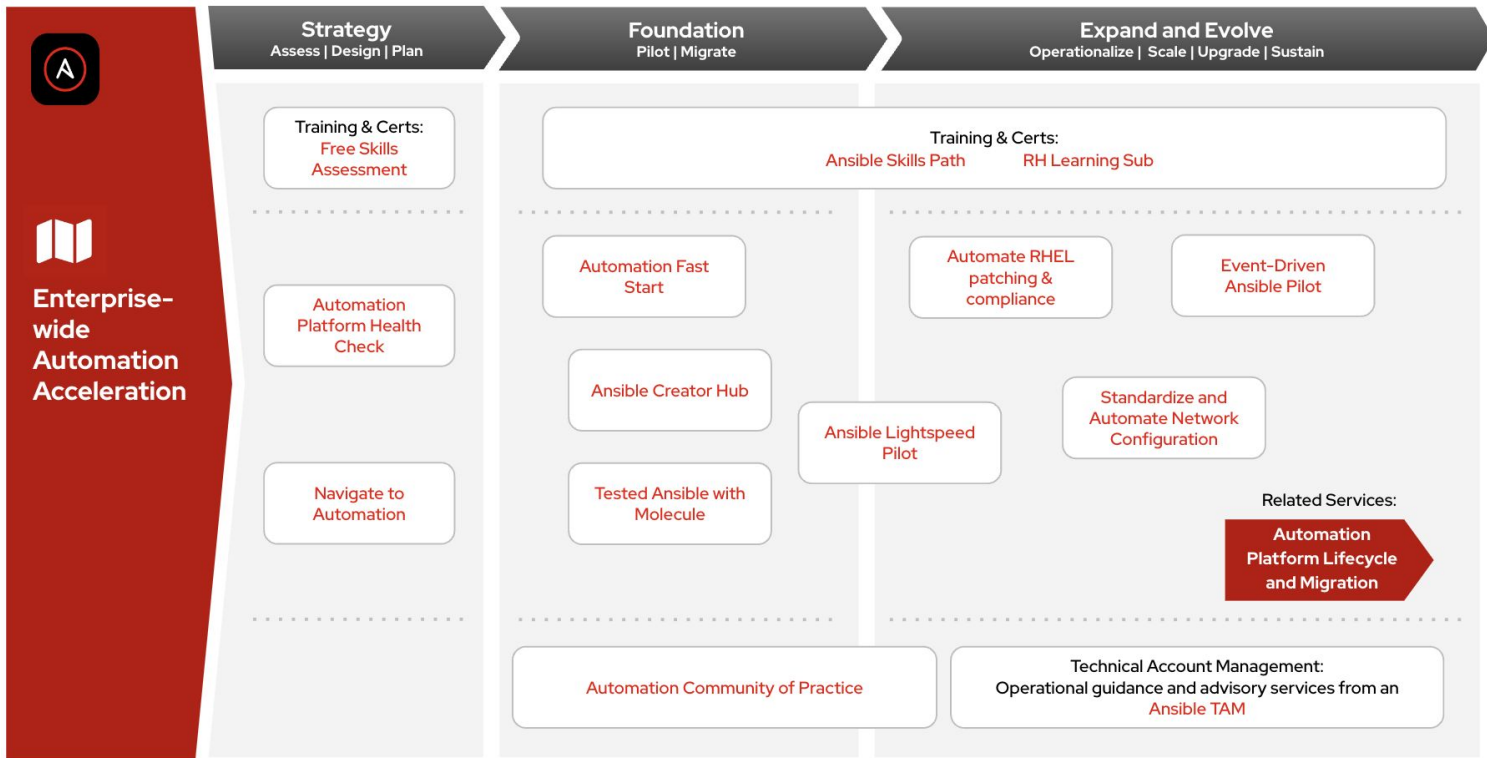 Strategy
Assess | Design | Plan
Foundation
Pilot | Migrate
Expand and Evolve
Operationalize | Scale | Upgrade | Sustain
Enterprise-
wide
Automation
Acceleration
Training & Certs:
Free Skills
Assessment
Training & Certs:
Ansible Skills Path RH Learning Sub
Automation
Platform Health
Check
Navigate to
Automation
Automation Fast
Start
Ansible Creator Hub
Tested Ansible with
Molecule
Ansible Lightspeed
Pilot
Automate RHEL
patching &
compliance
Event-Driven
Ansible Pilot
Standardize and
Automate Network
Configuration
Related Services:
Automation
Platform Lifecycle
and Migration
Automation Community of Practice
Technical Account Management:
Operational guidance and advisory services from an
Ansible TAM